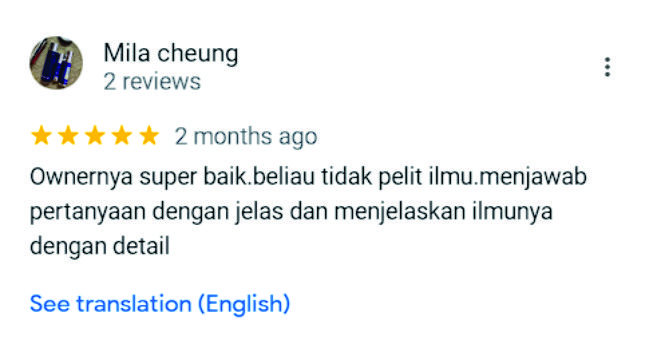 Mila cheung
2 reviews
2 months ago
Ownernya super baik.beliau tidak pelit ilmu.menjawab
pertanyaan dengan jelas dan menjelaskan ilmunya
dengan detail
See translation (English)